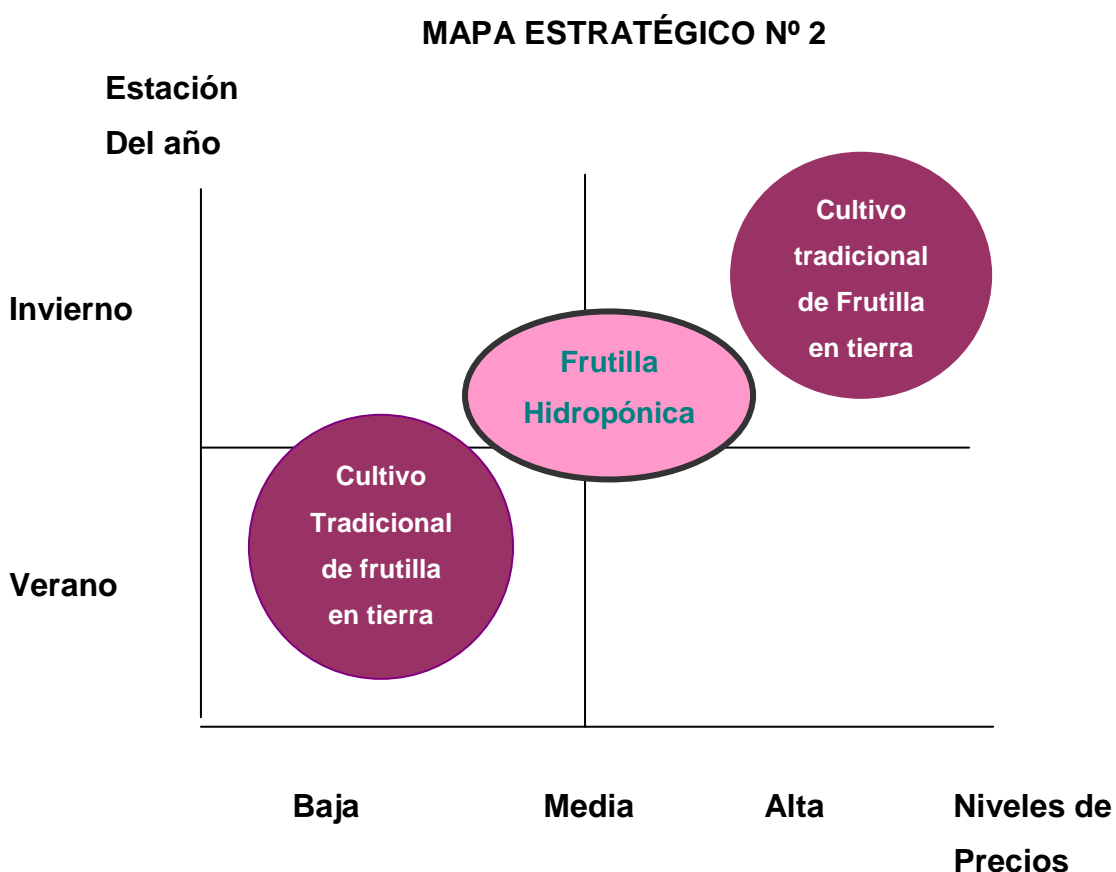 MAPA ESTRATÉGICO Nº 2
Estación
Del año
Cultivo
tradicional
de Frutilla
en tierra
Invierno
Frutilla
Hidropónica
Cultivo
Tradicional
de frutilla
en tierra
Verano
Baja
Media
Alta
Niveles de
Precios